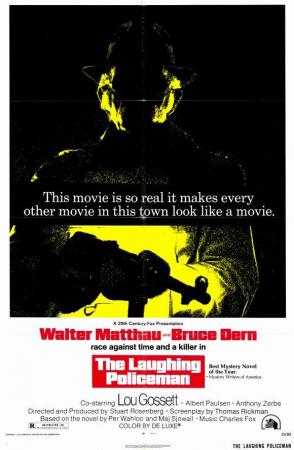 This movie is so real it makes every
other movie in this town look like a movie.
A 20th Century-Fox Presentation
Walter Matthau and Bruce Dern
race against time and a killer in
The Laughing
Policeman
Best Mystery Novel
of the Year.
Mystery Writers of America
Co-starring Lou Gossett • Albert Paulsen • Anthony Zerbe
Directed and Produced by Stuart Rosenberg • Screenplay by Thomas Rickman
Based on the novel by Per Wahloo and Maj Sjowall • Music Charles Fox
COLOR BY DE LUXE®
R
THE LAUGHING POLICEMAN